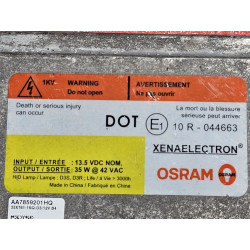 1KV WARNING
Do not open
AVERTISSEMENT
Ne pas ouvrir
Death or serious injury
can occur
La mort ou la blessure
sérieuse peut arriver
DOT E1 10 R - 044663
XENAELECTRON®
INPUT / ENTRÉE : 13.5 VDC NOM.
OUTPUT / SORTIE: 35 W @ 42 VAC
HID Lamp / Lampe : D3S, D3R | Life / á Vie > 3000h
Made in China / Fabriqué en China
OSRAM
AA7859201HQ